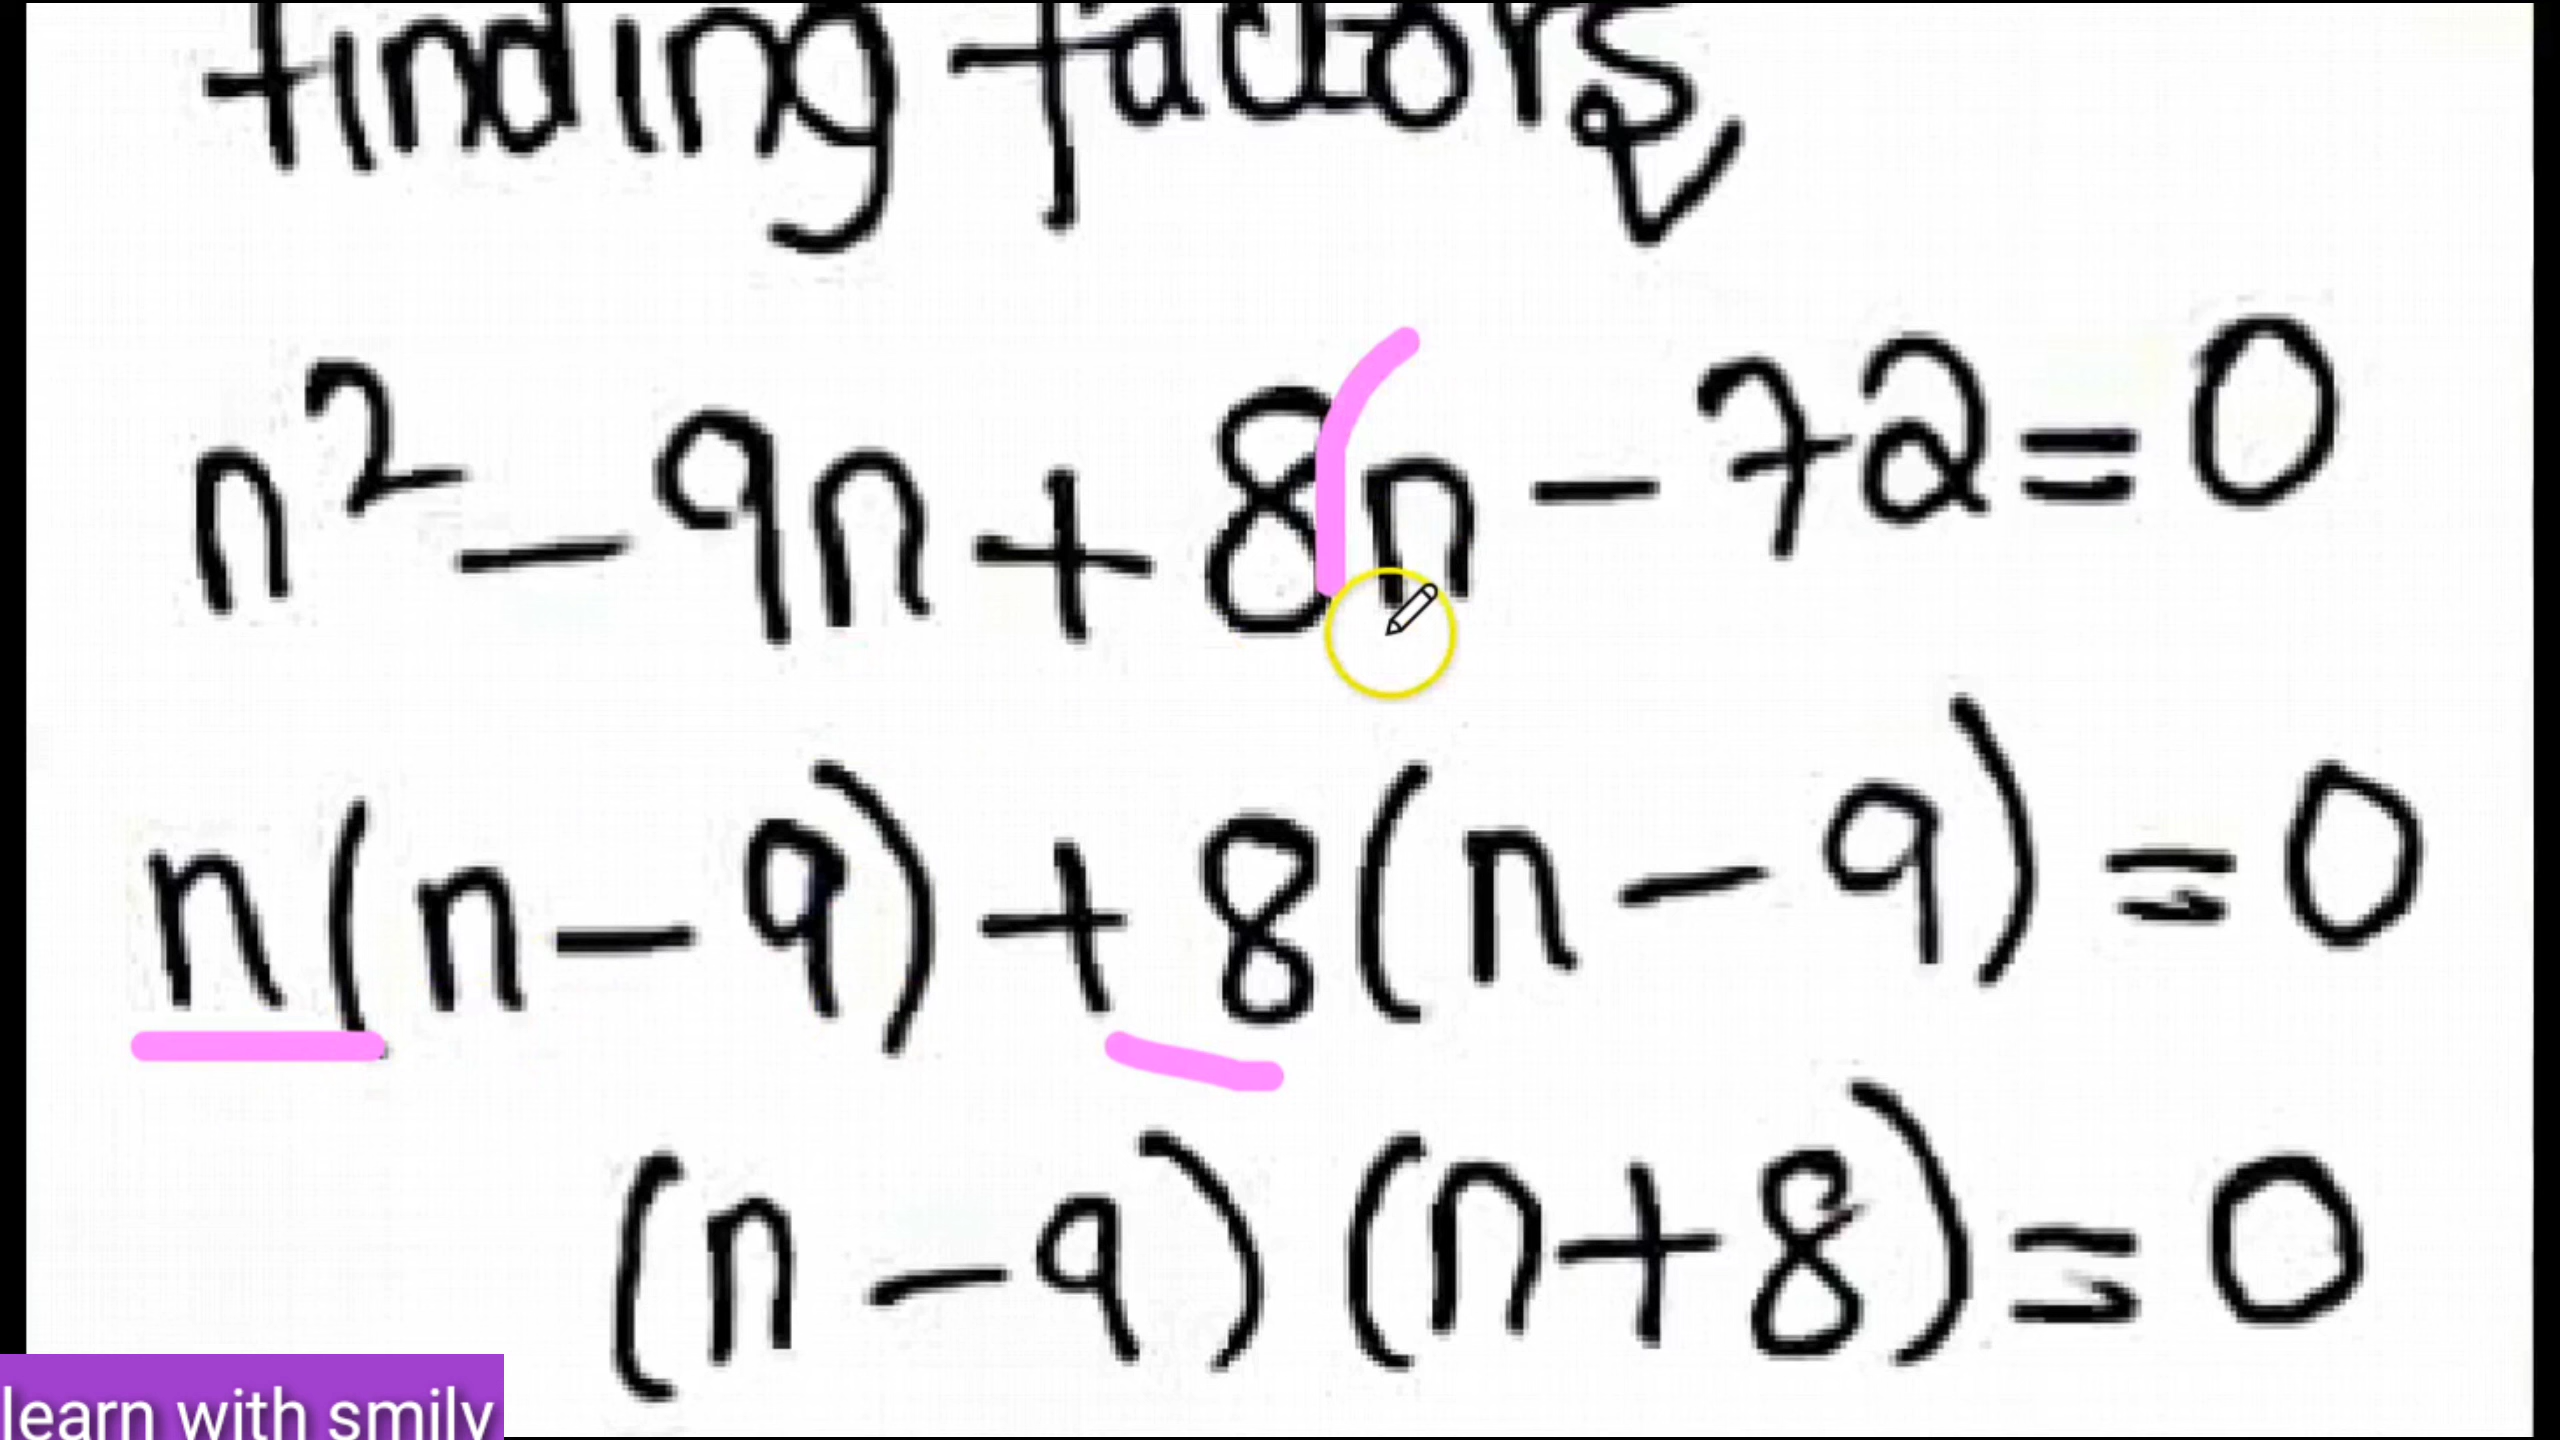 finding factors,
n² - 9n + 8n - 72 = 0
n(n - 9) + 8(n - 9) = 0
(n - 9)(n + 8) = 0
learn with smily